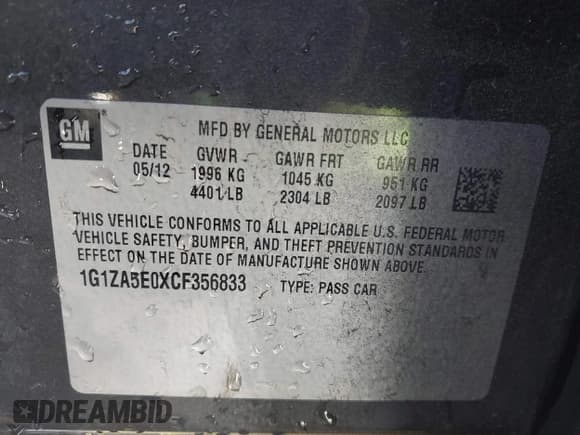 GM
MFD BY GENERAL MOTORS LLC
DATE GVWR GAWR FRT GAWR RR
05/12 1996 KG 1045 KG 951 KG
4401 LB 2304 LB 2097 LB
THIS VEHICLE CONFORMS TO ALL APPLICABLE U.S. FEDERAL MOTOR
VEHICLE SAFETY, BUMPER, AND THEFT PREVENTION STANDARDS IN
EFFECT ON THE DATE OF MANUFACTURE SHOWN ABOVE.
1G1ZA5E0XCF356833 TYPE: PASS CAR
DREAMBID